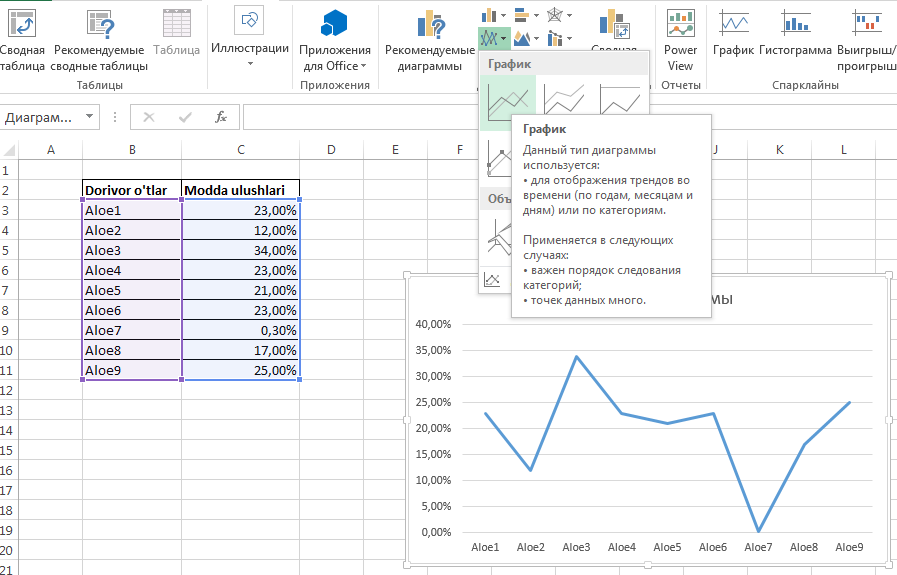 Сводная Рекомендуемые Таблица Иллюстрации Приложения Рекомендуемые Power График Гистограмма Выигрыш/
таблица сводные таблицы для Office диаграммы View проигрыш
Таблицы Приложения Отчеты Спарклайны
График
Диаграм... fx
График
Данный тип диаграммы
используется:
• для отображения трендов во
времени (по годам, месяцам и
дням) или по категориям.
Применяется в следующих
случаях:
• важен порядок следования
категорий;
• точек данных много.
A B C D E F J K L
1
2 Dorivor o'tlar Modda ulushlari
3 Aloe1 23,00%
4 Aloe2 12,00%
5 Aloe3 34,00%
6 Aloe4 23,00%
7 Aloe5 21,00%
8 Aloe6 23,00%
9 Aloe7 0,30%
10 Aloe8 17,00%
11 Aloe9 25,00%
12
13
14
15
16
17
18
19
20
21
40,00%
35,00%
30,00%
25,00%
20,00%
15,00%
10,00%
5,00%
0,00%
Aloe1 Aloe2 Aloe3 Aloe4 Aloe5 Aloe6 Aloe7 Aloe8 Aloe9